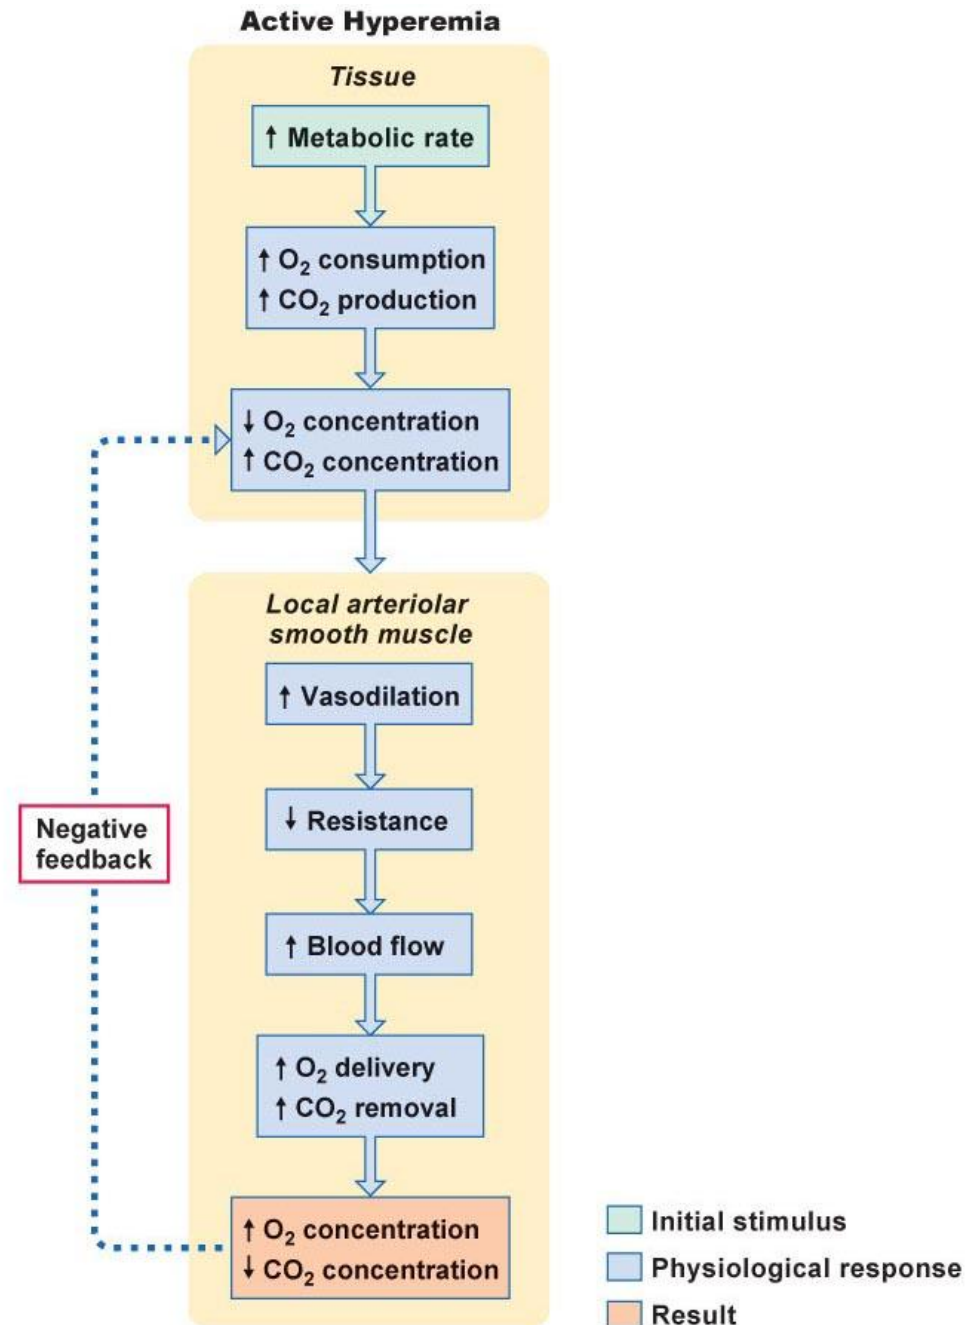 Active Hyperemia
Tissue
↑ Metabolic rate
↑ O₂ consumption
↑ CO₂ production
↓ O₂ concentration
↑ CO₂ concentration
Local arteriolar
smooth muscle
↑ Vasodilation
↓ Resistance
Negative
feedback
↑ Blood flow
↑ O₂ delivery
↑ CO₂ removal
↑ O₂ concentration
↓ CO₂ concentration
Initial stimulus
Physiological response
Result